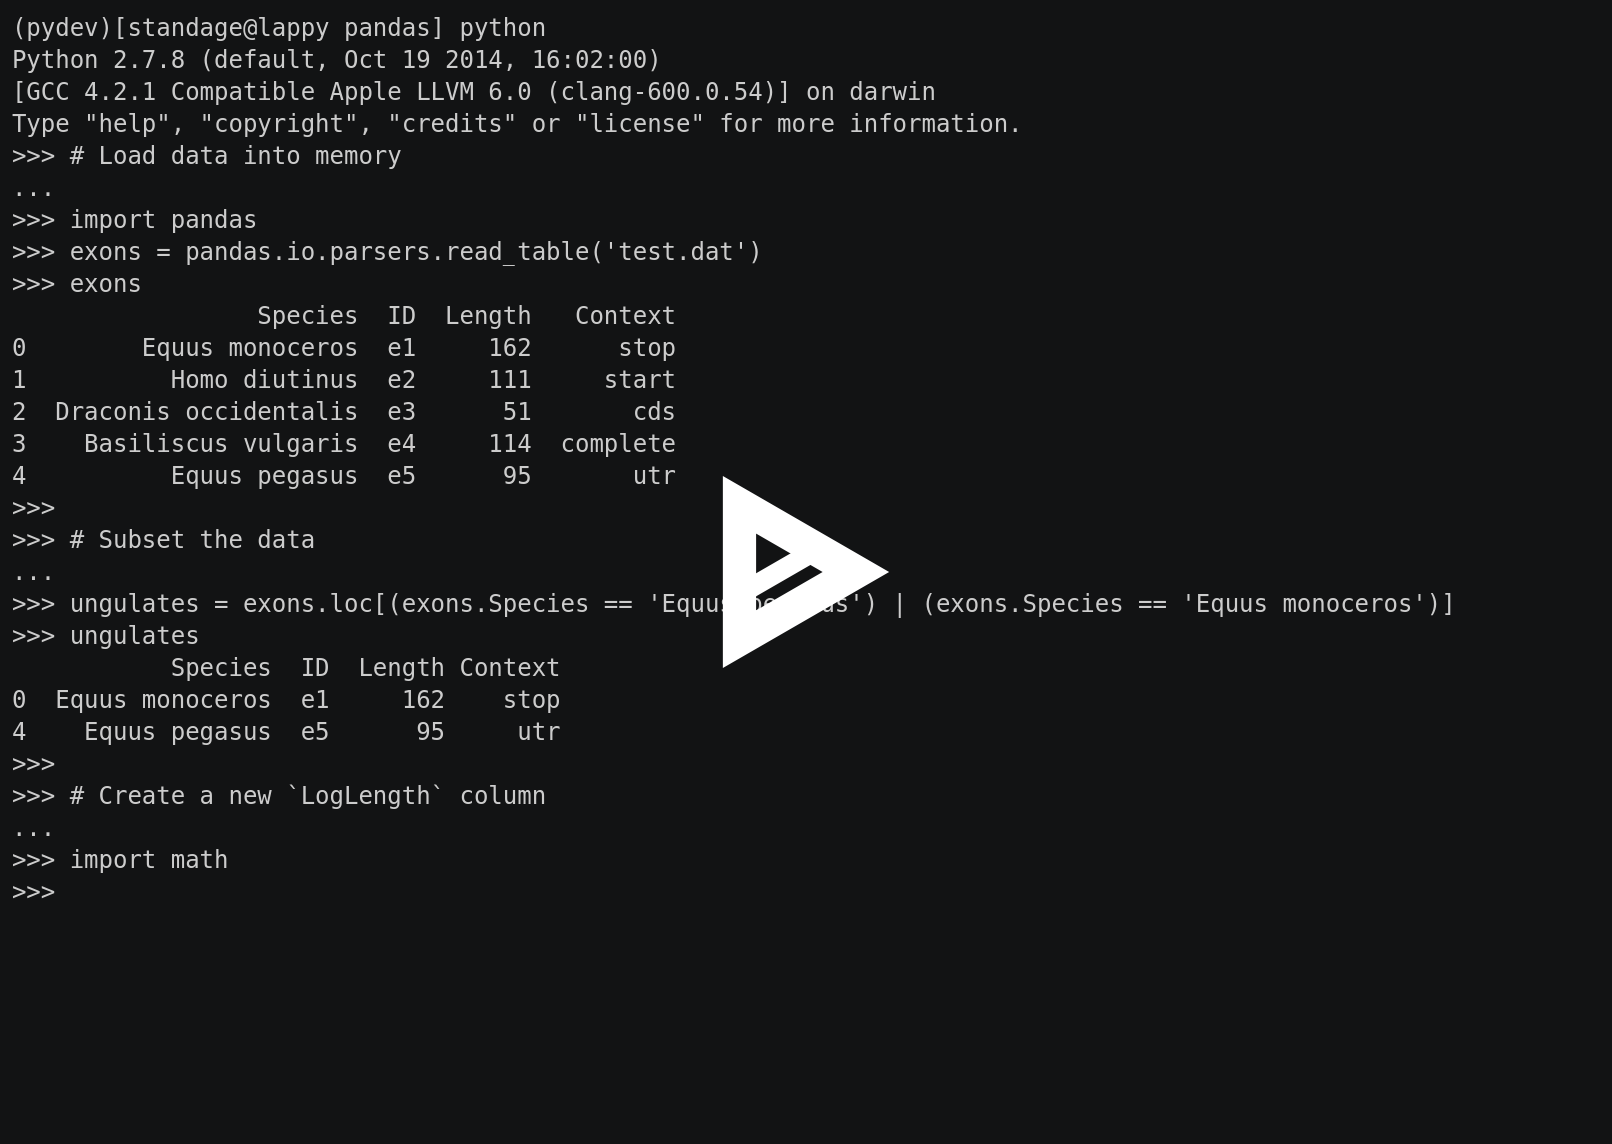 (pydev)[standage@lappy pandas] python
Python 2.7.8 (default, Oct 19 2014, 16:02:00)
[GCC 4.2.1 Compatible Apple LLVM 6.0 (clang-600.0.54)] on darwin
Type "help", "copyright", "credits" or "license" for more information.
>>> # Load data into memory
...
>>> import pandas
>>> exons = pandas.io.parsers.read_table('test.dat')
>>> exons
                 Species  ID  Length   Context
0        Equus monoceros  e1     162      stop
1          Homo diutinus  e2     111     start
2  Draconis occidentalis  e3      51       cds
3    Basiliscus vulgaris  e4     114  complete
4          Equus pegasus  e5      95       utr
>>>
>>> # Subset the data
...
>>> ungulates = exons.loc[(exons.Species == 'Equus ') | (exons.Species == 'Equus monoceros')]
>>> ungulates
           Species  ID  Length Context
0  Equus monoceros  e1     162    stop
4    Equus pegasus  e5      95     utr
>>>
>>> # Create a new `LogLength` column
...
>>> import math
>>>